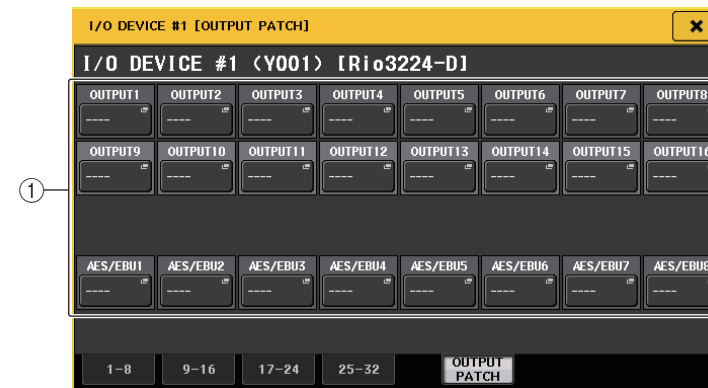 I/O DEVICE #1 [OUTPUT PATCH]
I/O DEVICE #1 (Y001) [Rio3224-D]
OUTPUT1 OUTPUT2 OUTPUT3 OUTPUT4 OUTPUT5 OUTPUT6 OUTPUT7 OUTPUT8
---- ---- ---- ---- ---- ---- ---- ----
OUTPUT9 OUTPUT10 OUTPUT11 OUTPUT12 OUTPUT13 OUTPUT14 OUTPUT15 OUTPUT16
---- ---- ---- ---- ---- ---- ---- ----
1
AES/EBU1 AES/EBU2 AES/EBU3 AES/EBU4 AES/EBU5 AES/EBU6 AES/EBU7 AES/EBU8
---- ---- ---- ---- ---- ---- ---- ----
1-8 9-16 17-24 25-32 OUTPUT
PATCH